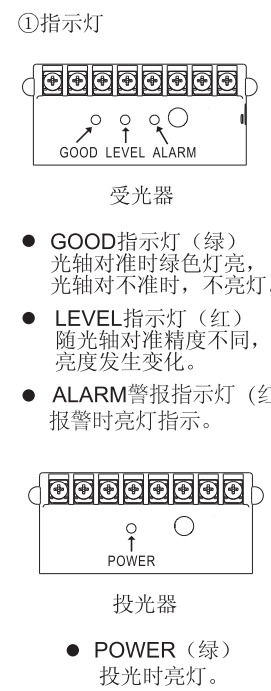 ①指示灯
GOOD LEVEL ALARM
受光器
● GOOD指示灯（绿）
光轴对准时绿色灯亮，
光轴对不准时，不亮灯.
● LEVEL指示灯（红）
随光轴对准精度不同，
亮度发生变化。
● ALARM警报指示灯（红
报警时亮灯指示。
POWER
投光器
● POWER（绿）
投光时亮灯。